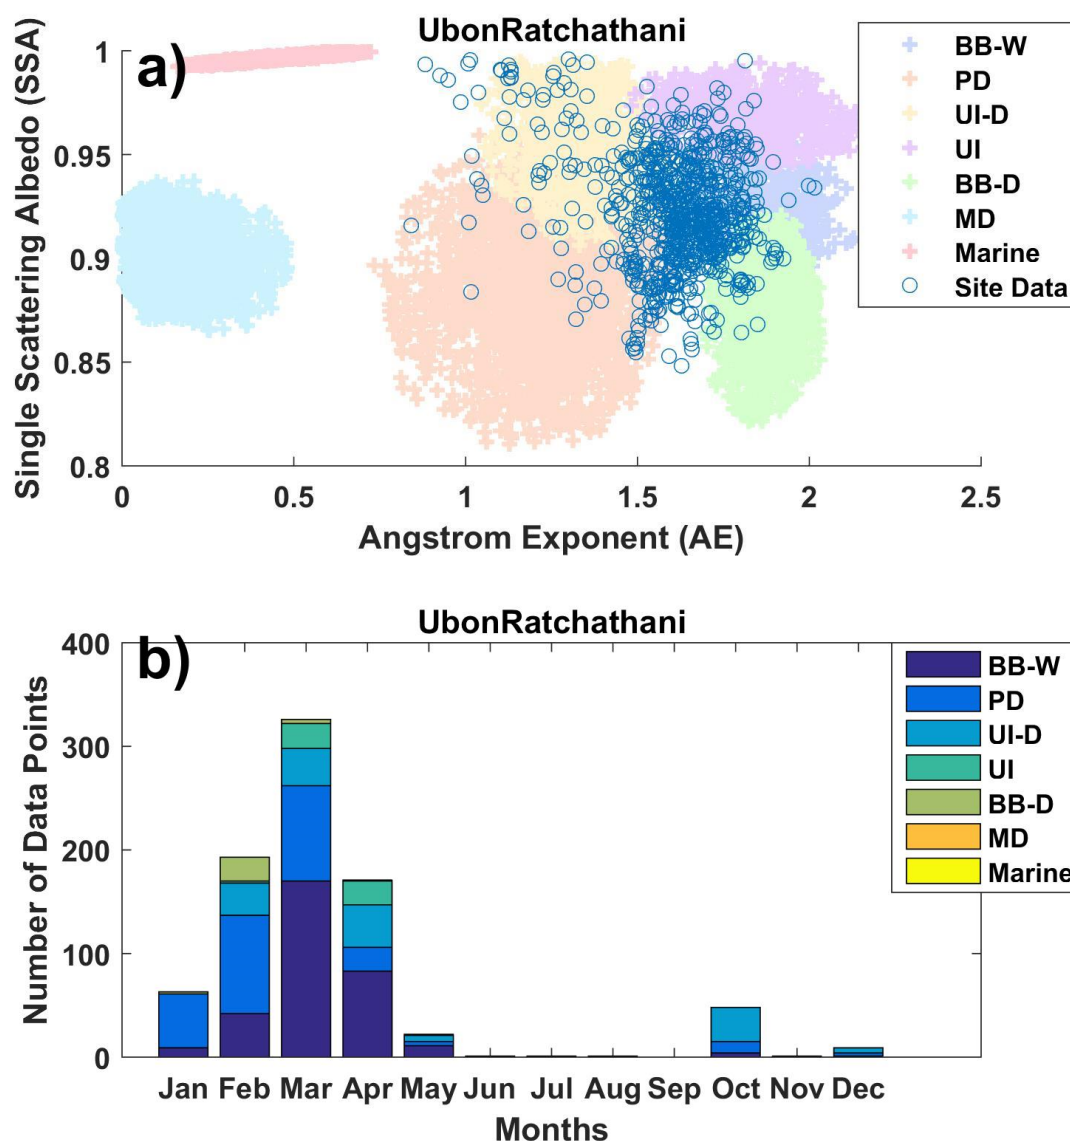 UbonRatchathani
a)
Single Scattering Albedo (SSA)
1
0.95
0.9
0.85
0.8
0
0.5
1
1.5
2
2.5
Angstrom Exponent (AE)
BB-W
PD
UI-D
UI
BB-D
MD
Marine
Site Data
UbonRatchathani
b)
Number of Data Points
400
300
200
100
0
Jan Feb Mar Apr May Jun Jul Aug Sep Oct Nov Dec
Months
BB-W
PD
UI-D
UI
BB-D
MD
Marine